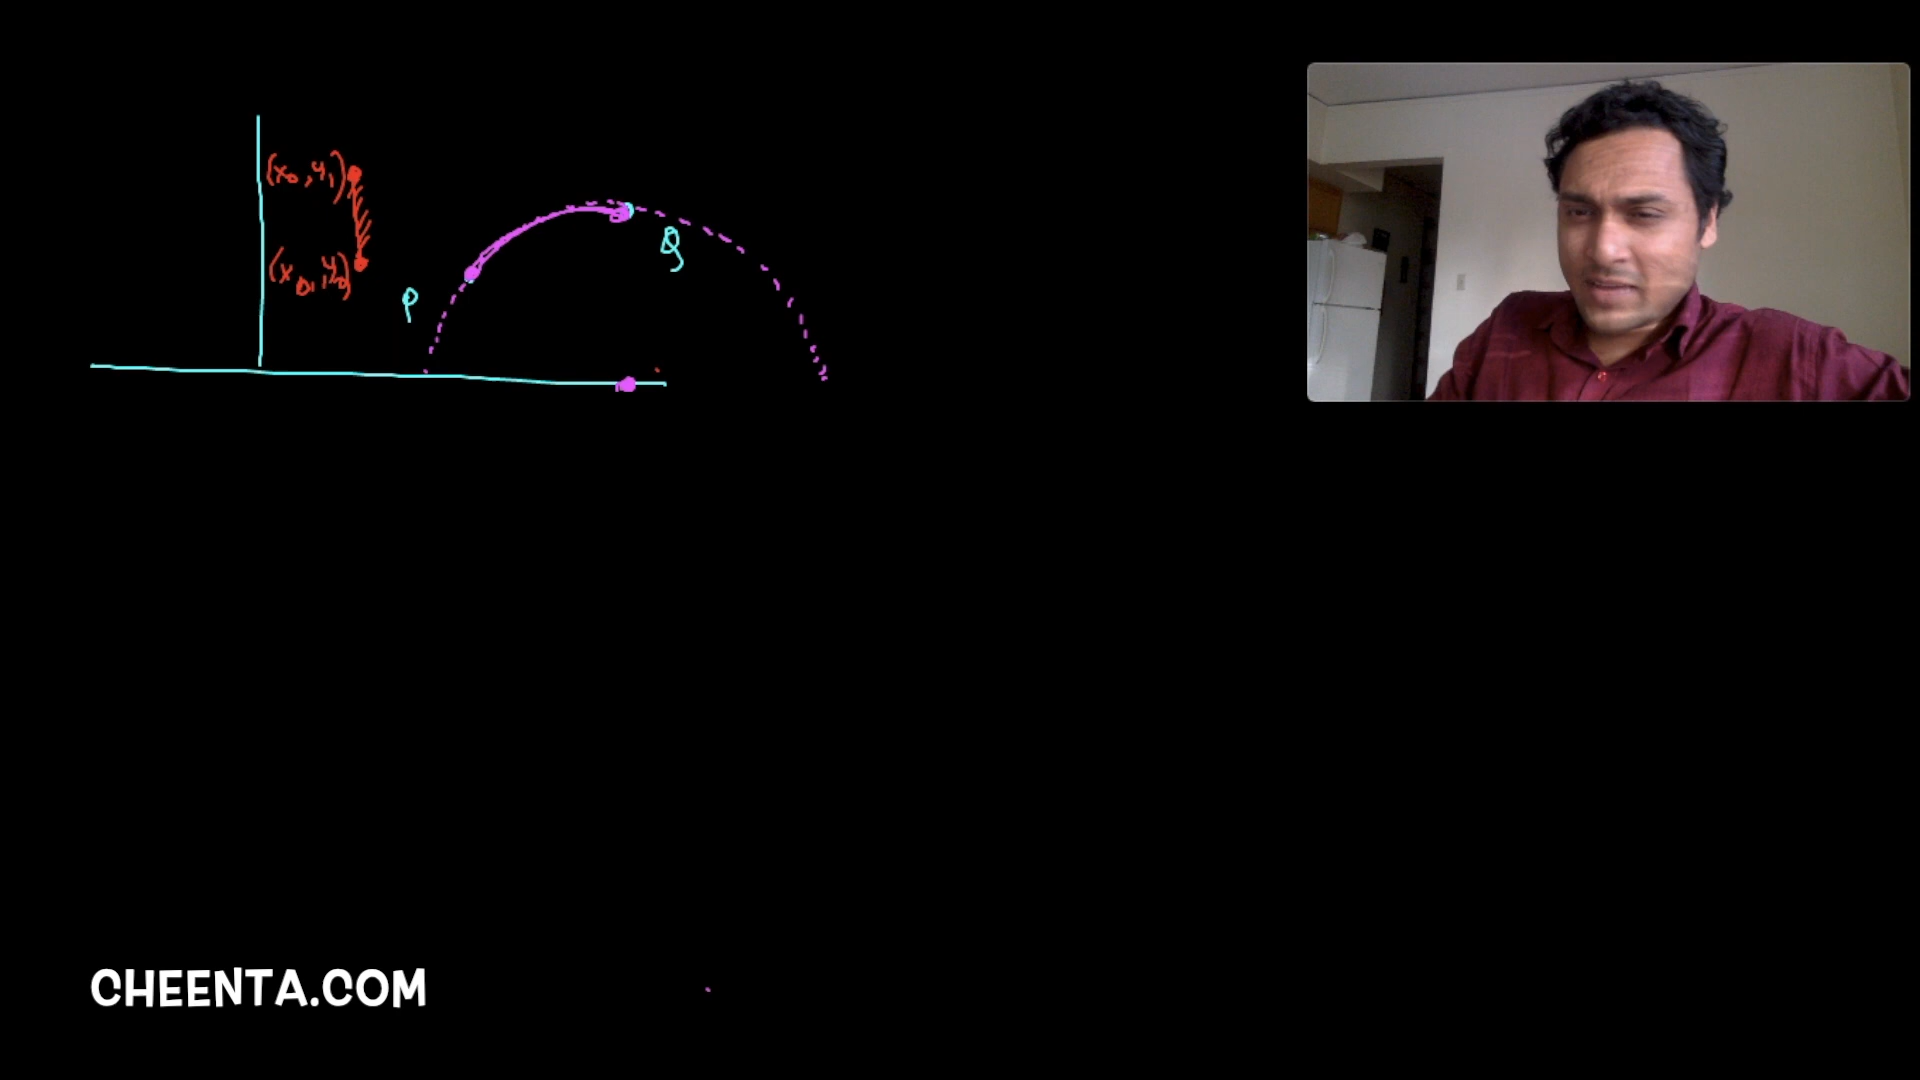 (x₀, y₁)
(x₀, y₀)
P
Q
CHEENTA.COM